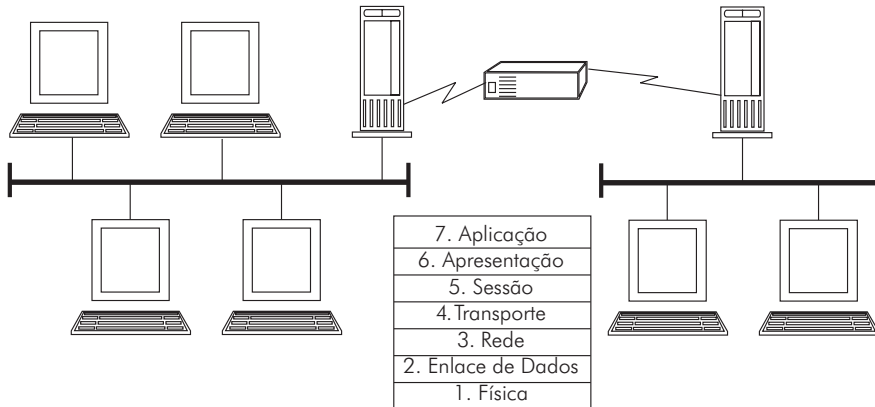 7. Aplicação
6. Apresentação
5. Sessão
4. Transporte
3. Rede
2. Enlace de Dados
1. Física